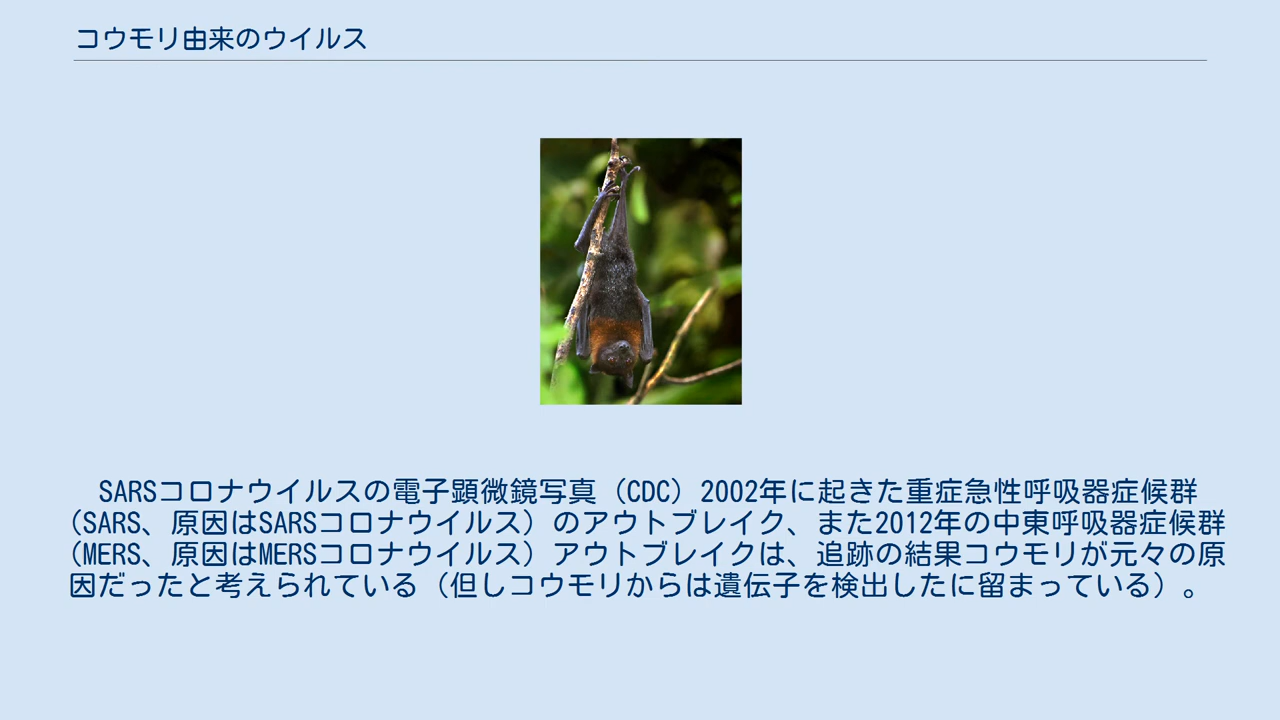 コウモリ由来のウイルス
SARSコロナウイルスの電子顕微鏡写真（CDC）2002年に起きた重症急性呼吸器症候群
（SARS、原因はSARSコロナウイルス）のアウトブレイク、また2012年の中東呼吸器症候群
（MERS、原因はMERSコロナウイルス）アウトブレイクは、追跡の結果コウモリが元々の原
因だったと考えられている（但しコウモリからは遺伝子を検出したに留まっている）。